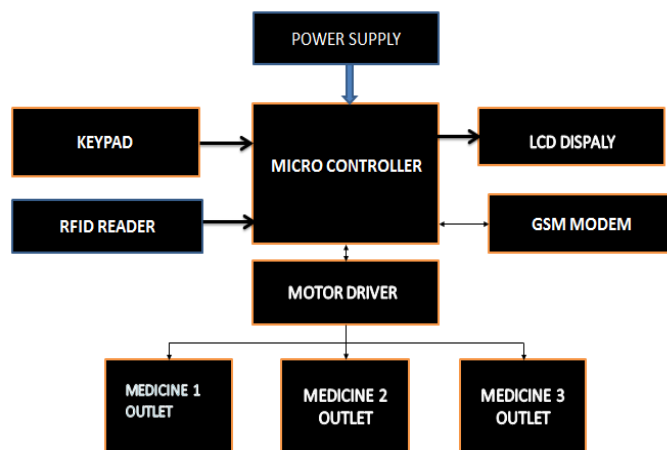 POWER SUPPLY
KEYPAD
MICRO CONTROLLER
LCD DISPALY
RFID READER
GSM MODEM
MOTOR DRIVER
MEDICINE 1
OUTLET
MEDICINE 2
OUTLET
MEDICINE 3
OUTLET